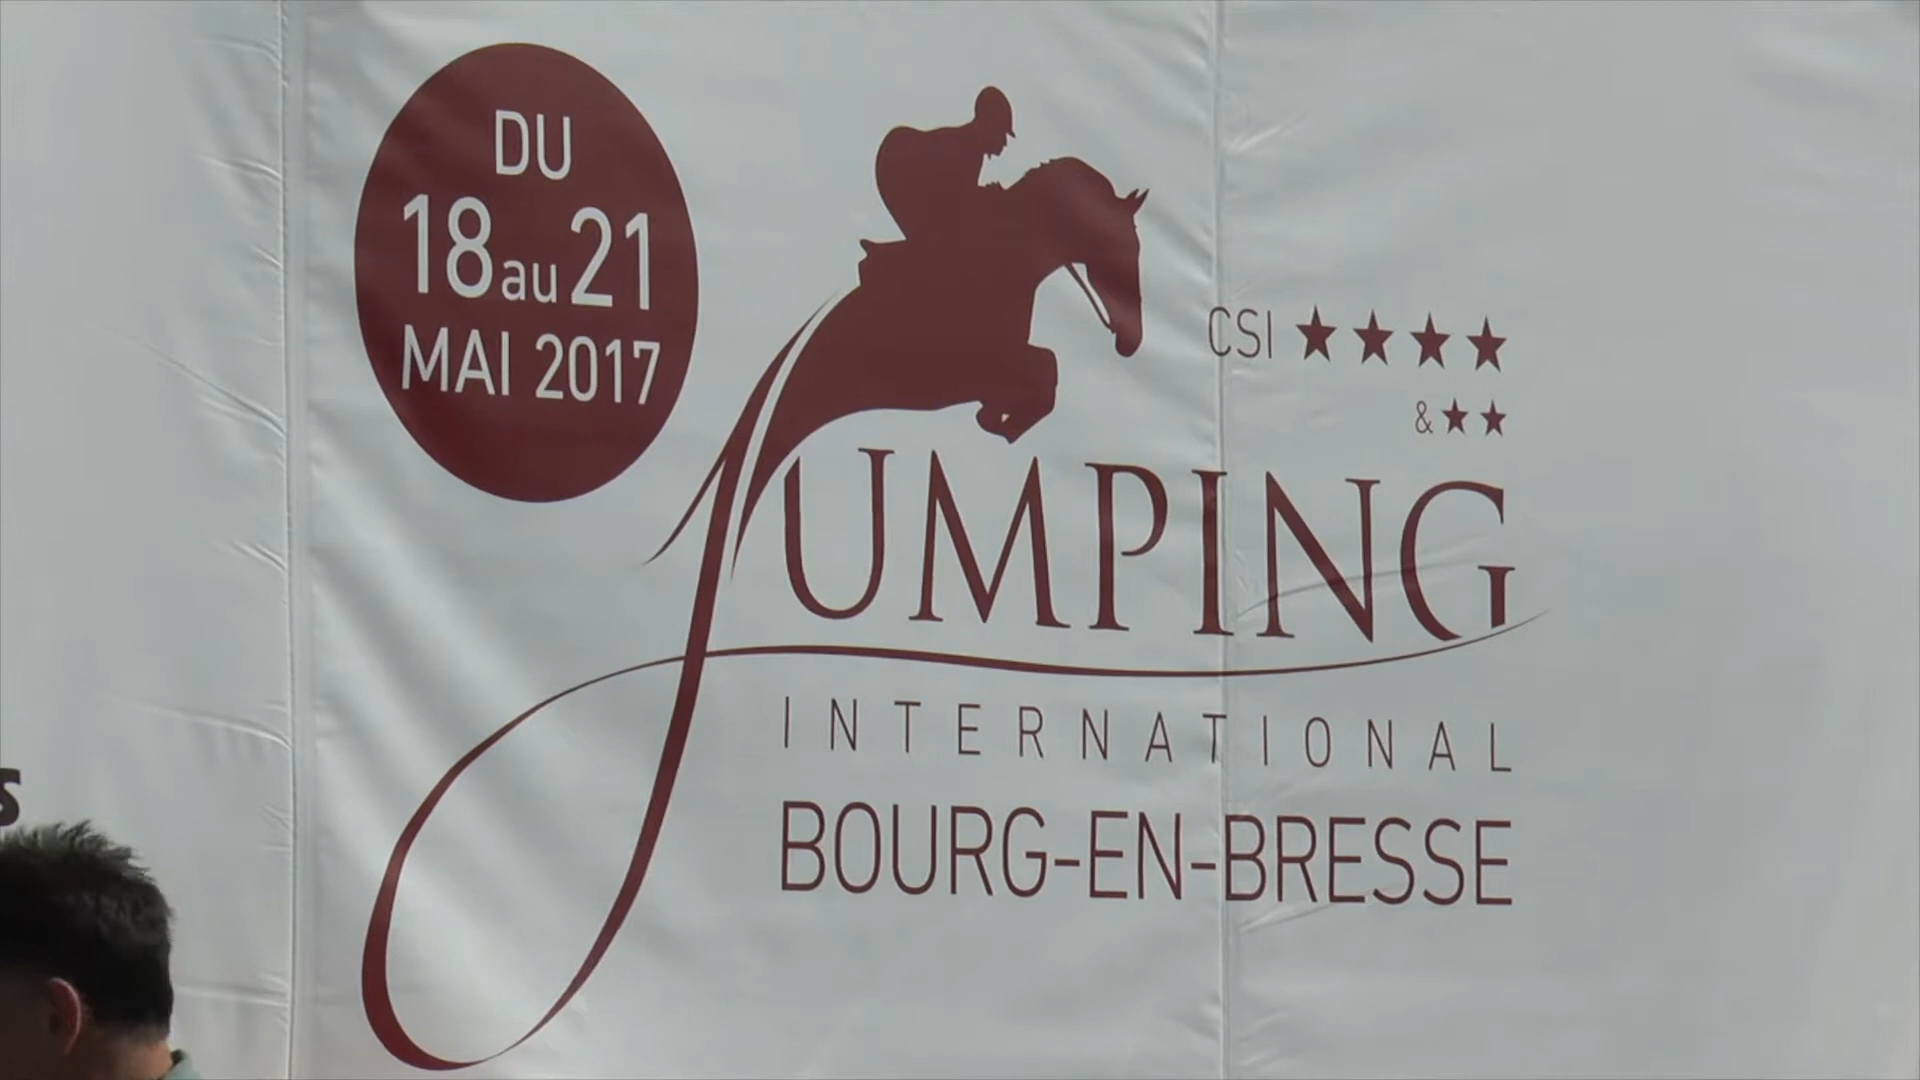 DU
18 au 21
MAI 2017
CSI ★★★★
& ★★
JUMPING
INTERNATIONAL
BOURG-EN-BRESSE